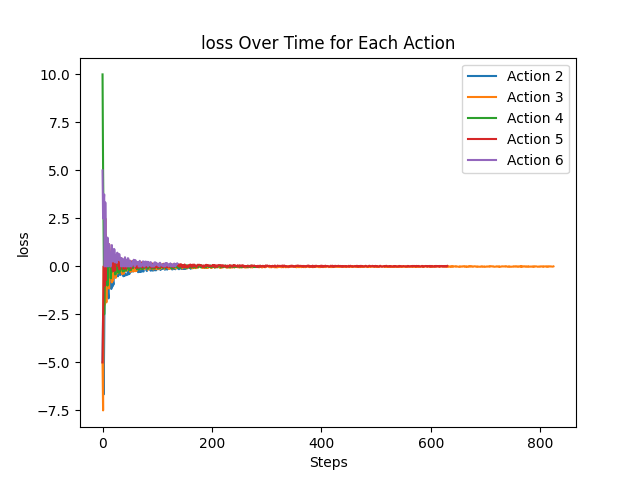 loss Over Time for Each Action
10.0
7.5
5.0
2.5
0.0
−2.5
−5.0
−7.5
loss
0
200
400
600
800
Steps
Action 2
Action 3
Action 4
Action 5
Action 6